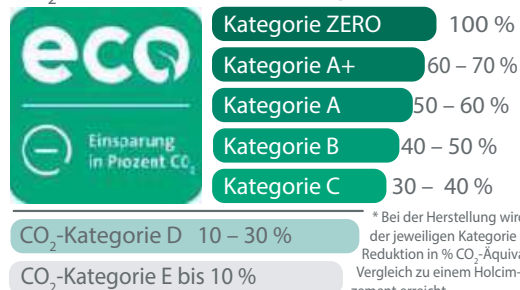 eco
Einsparung
in Prozent CO₂
Kategorie ZERO 100 %
Kategorie A+ 60 – 70 %
Kategorie A 50 – 60 %
Kategorie B 40 – 50 %
Kategorie C 30 – 40 %
CO₂-Kategorie D 10 – 30 %
CO₂-Kategorie E bis 10 %
* Bei der Herstellung wird
der jeweiligen Kategorie
Reduktion in % CO₂-Äquiva
Vergleich zu einem Holcim-
zement erreicht